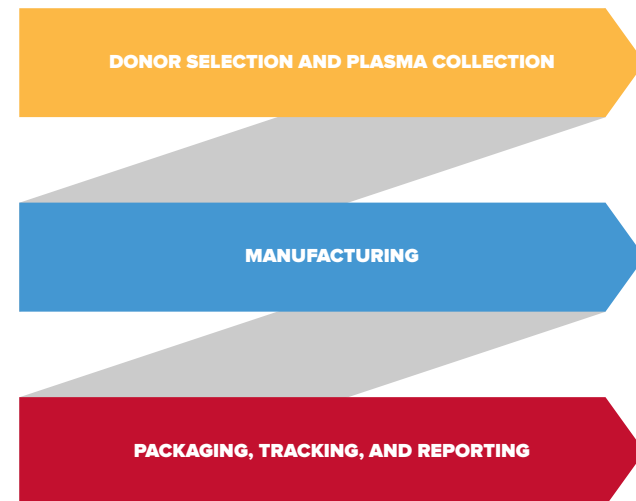 DONOR SELECTION AND PLASMA COLLECTION
MANUFACTURING
PACKAGING, TRACKING, AND REPORTING